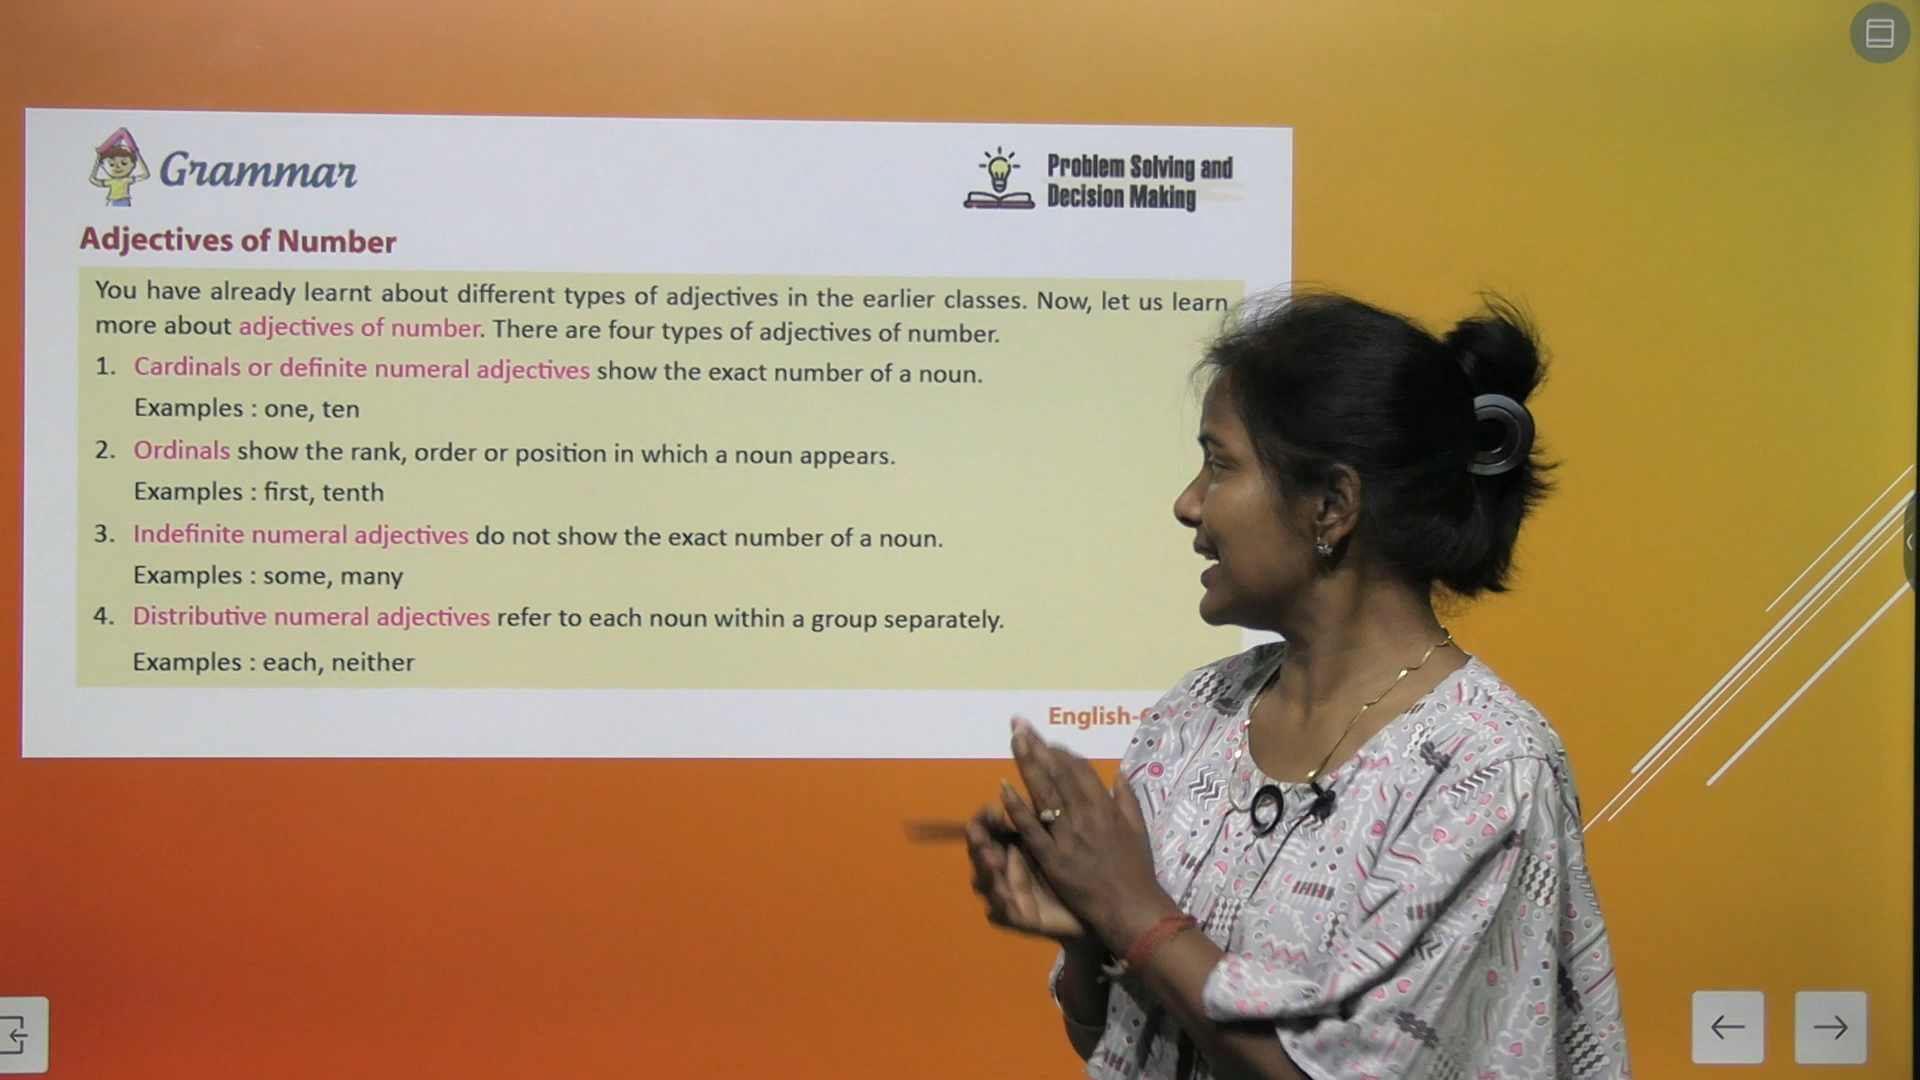 Grammar
Problem Solving and
Decision Making
Adjectives of Number
You have already learnt about different types of adjectives in the earlier classes. Now, let us learn
more about adjectives of number. There are four types of adjectives of number.
1. Cardinals or definite numeral adjectives show the exact number of a noun.
Examples : one, ten
2. Ordinals show the rank, order or position in which a noun appears.
Examples : first, tenth
3. Indefinite numeral adjectives do not show the exact number of a noun.
Examples : some, many
4. Distributive numeral adjectives refer to each noun within a group separately.
Examples : each, neither
English-